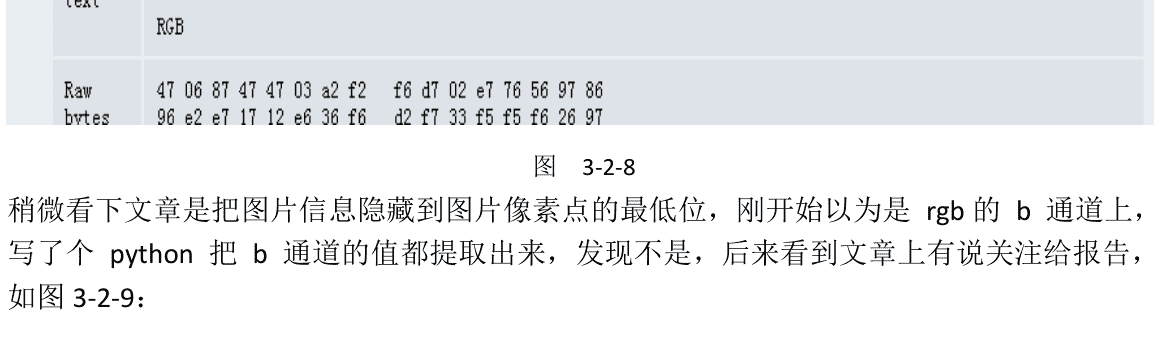 text
RGB
Raw 47 06 87 47 47 03 a2 f2 f6 d7 02 e7 76 56 97 86
bytes 96 e2 e7 17 12 e6 36 f6 d2 f7 33 f5 f5 f6 26 97
图 3-2-8
稍微看下文章是把图片信息隐藏到图片像素点的最低位，刚开始以为是 rgb 的 b 通道上，
写了个 python 把 b 通道的值都提取出来，发现不是，后来看到文章上有说关注给报告，
如图 3-2-9：